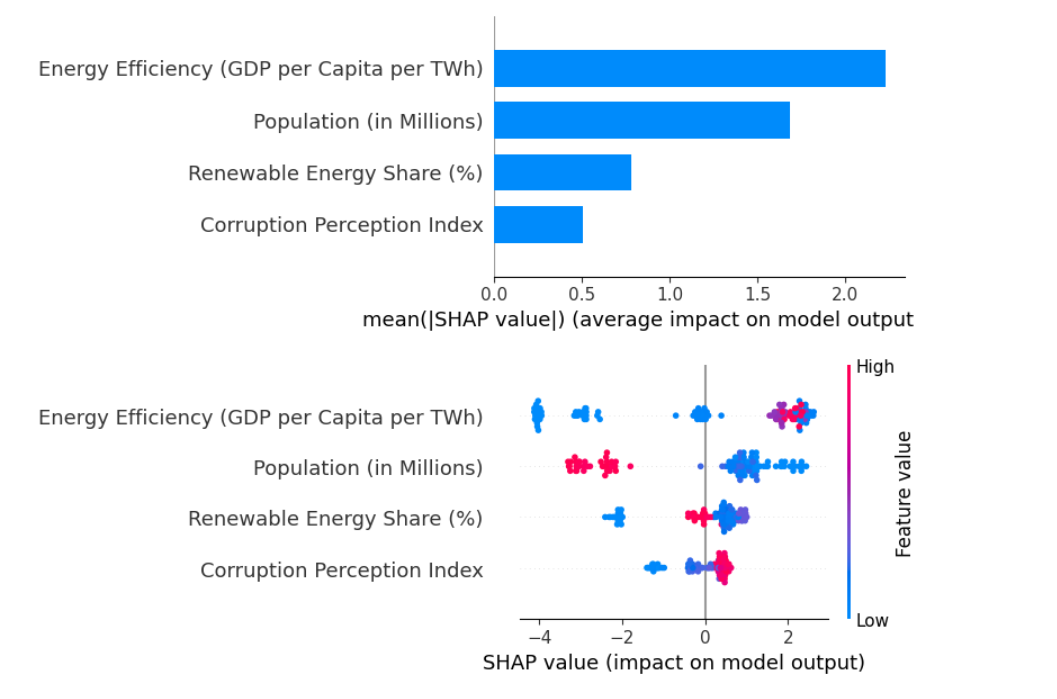 Energy Efficiency (GDP per Capita per TWh)
Population (in Millions)
Renewable Energy Share (%)
Corruption Perception Index
0.0 0.5 1.0 1.5 2.0
mean(|SHAP value|) (average impact on model output
High
Energy Efficiency (GDP per Capita per TWh)
Population (in Millions)
Renewable Energy Share (%)
Corruption Perception Index
Feature value
Low
−4 −2 0 2
SHAP value (impact on model output)